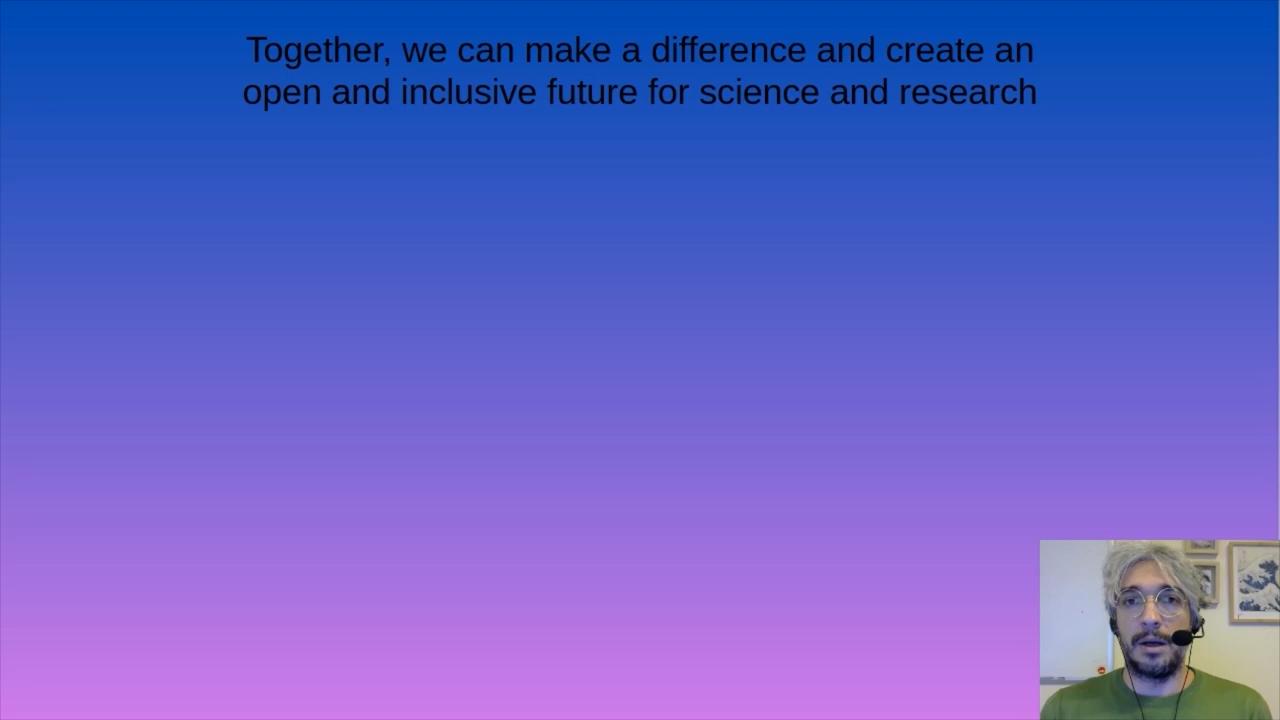 Together, we can make a difference and create an
open and inclusive future for science and research